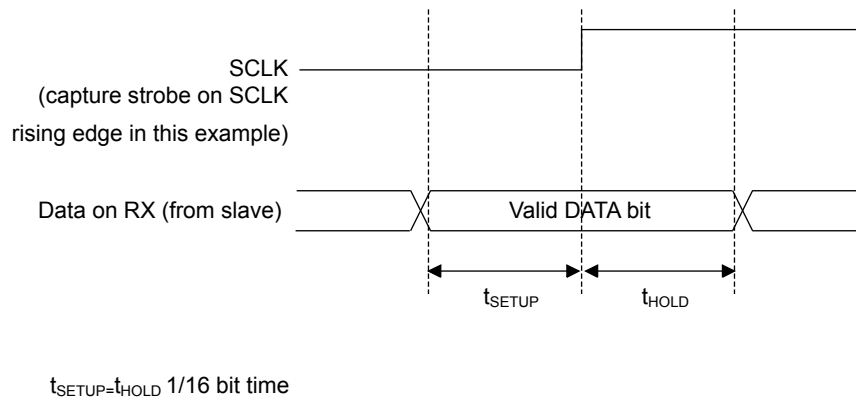 SCLK
(capture strobe on SCLK
rising edge in this example)
Data on RX (from slave)
Valid DATA bit
tSETUP
tHOLD
tSETUP=tHOLD 1/16 bit time